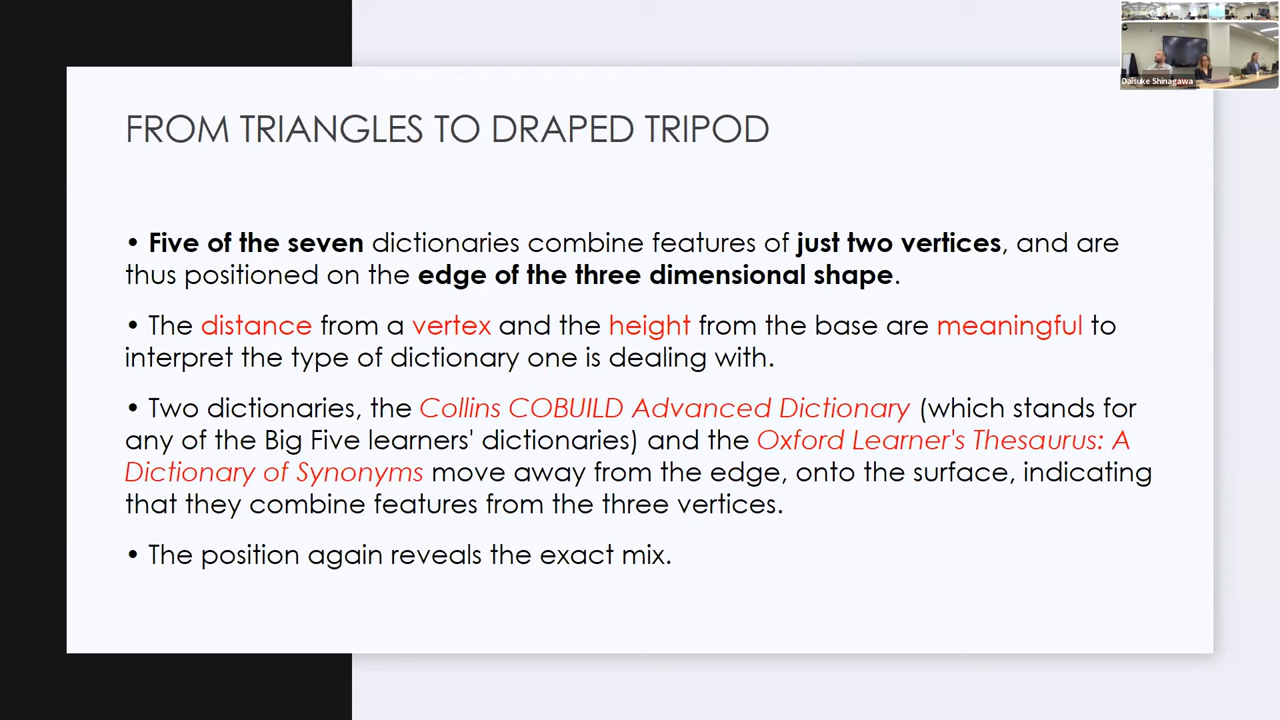 Daisuke Shinagawa
FROM TRIANGLES TO DRAPED TRIPOD
• Five of the seven dictionaries combine features of just two vertices, and are
thus positioned on the edge of the three dimensional shape.
• The distance from a vertex and the height from the base are meaningful to
interpret the type of dictionary one is dealing with.
• Two dictionaries, the Collins COBUILD Advanced Dictionary (which stands for
any of the Big Five learners' dictionaries) and the Oxford Learner's Thesaurus: A
Dictionary of Synonyms move away from the edge, onto the surface, indicating
that they combine features from the three vertices.
• The position again reveals the exact mix.